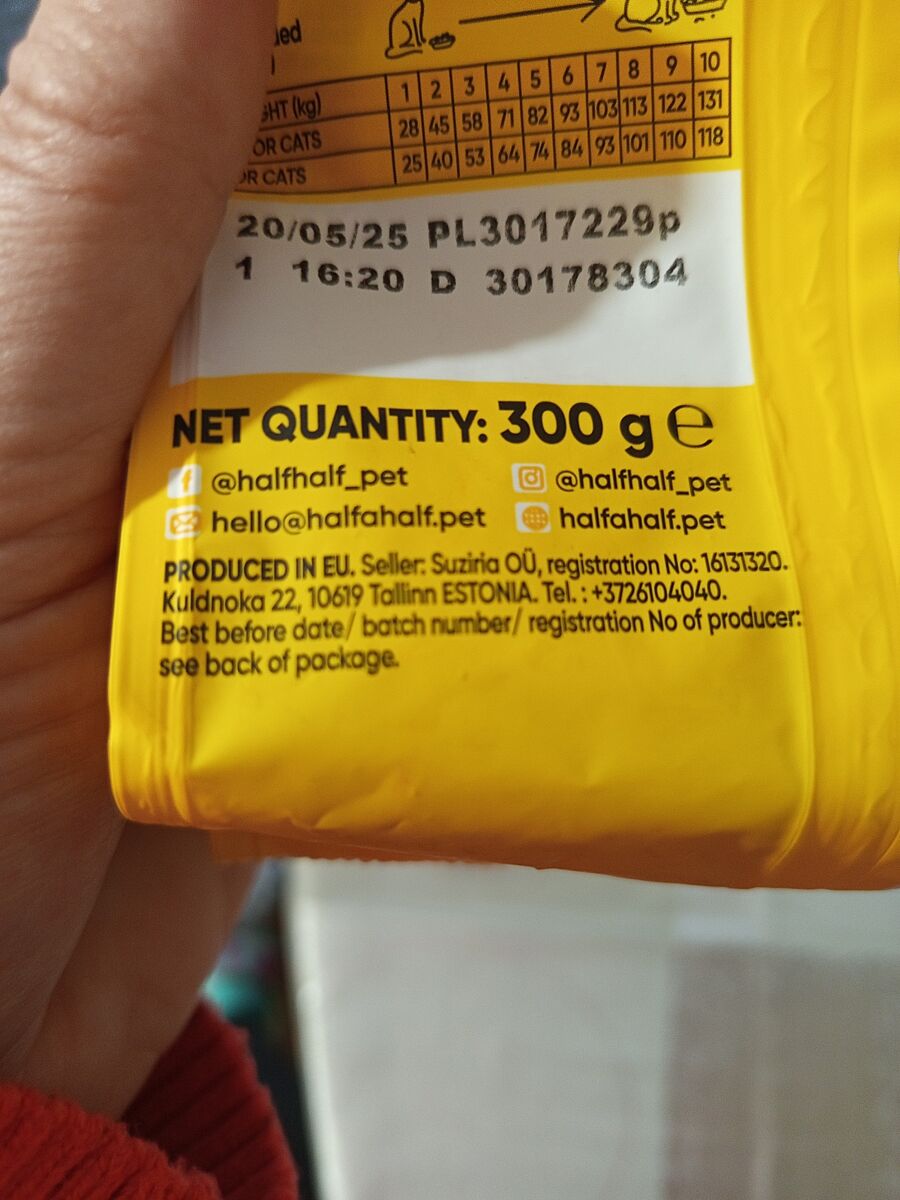 1 2 3 4 5 6 7 8 9 10
(kg) 28 45 58 71 82 93 103 113 122 131
CATS 25 40 53 64 74 84 93 101 110 118
CATS
20/05/25 PL3017229p
1 16:20 D 30178304
NET QUANTITY: 300 g e
@halfhalf_pet @halfhalf_pet
hello@halfahalf.pet halfahalf.pet
PRODUCED IN EU. Seller: Suziria OÜ, registration No: 16131320.
Kuldnoka 22, 10619 Tallinn ESTONIA. Tel. : +3726104040.
Best before date/ batch number/ registration No of producer:
see back of package.